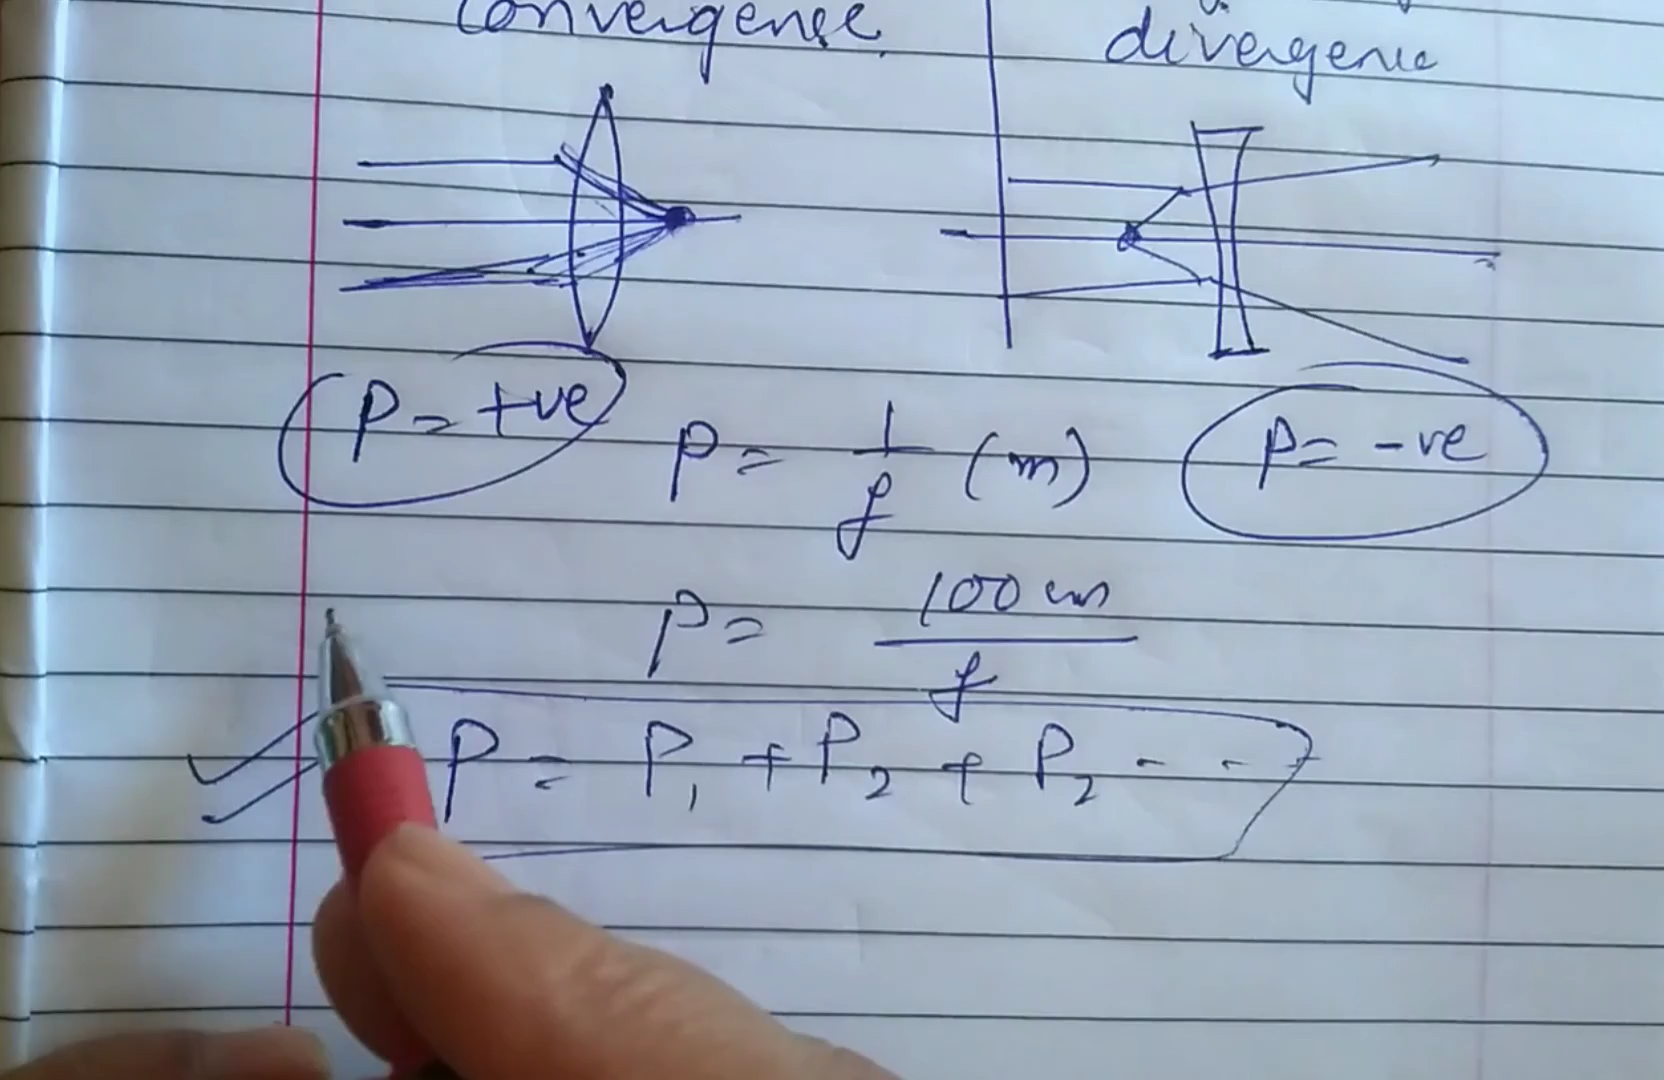 convergence
divergence
P = +ve
P = 1/f (m)
P = -ve
P = 100 cm/f
P = P₁ + P₂ + P₂ - -